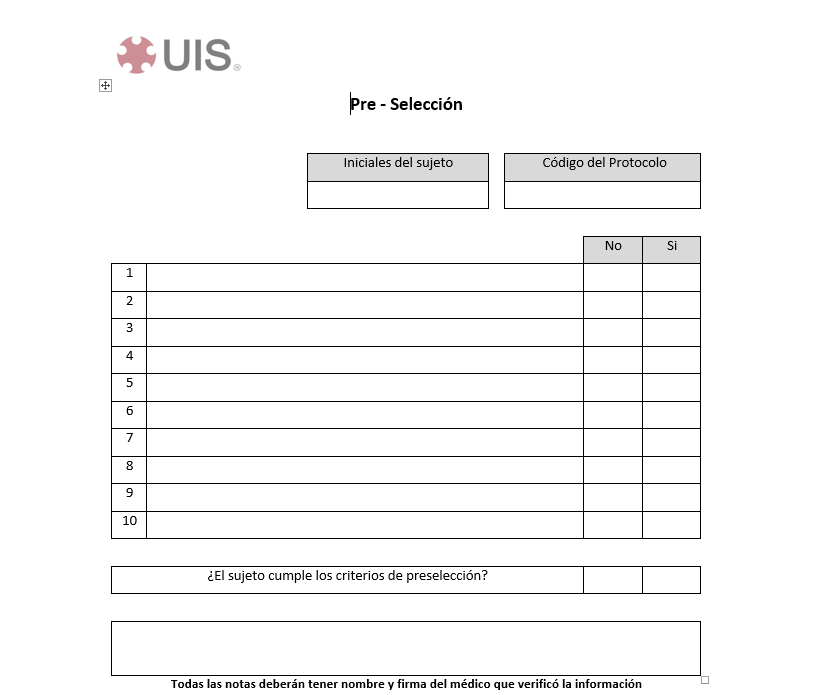 UIS®
Pre - Selección
Iniciales del sujeto Código del Protocolo
No Si
1
2
3
4
5
6
7
8
9
10
¿El sujeto cumple los criterios de preselección?
Todas las notas deberán tener nombre y firma del médico que verificó la información